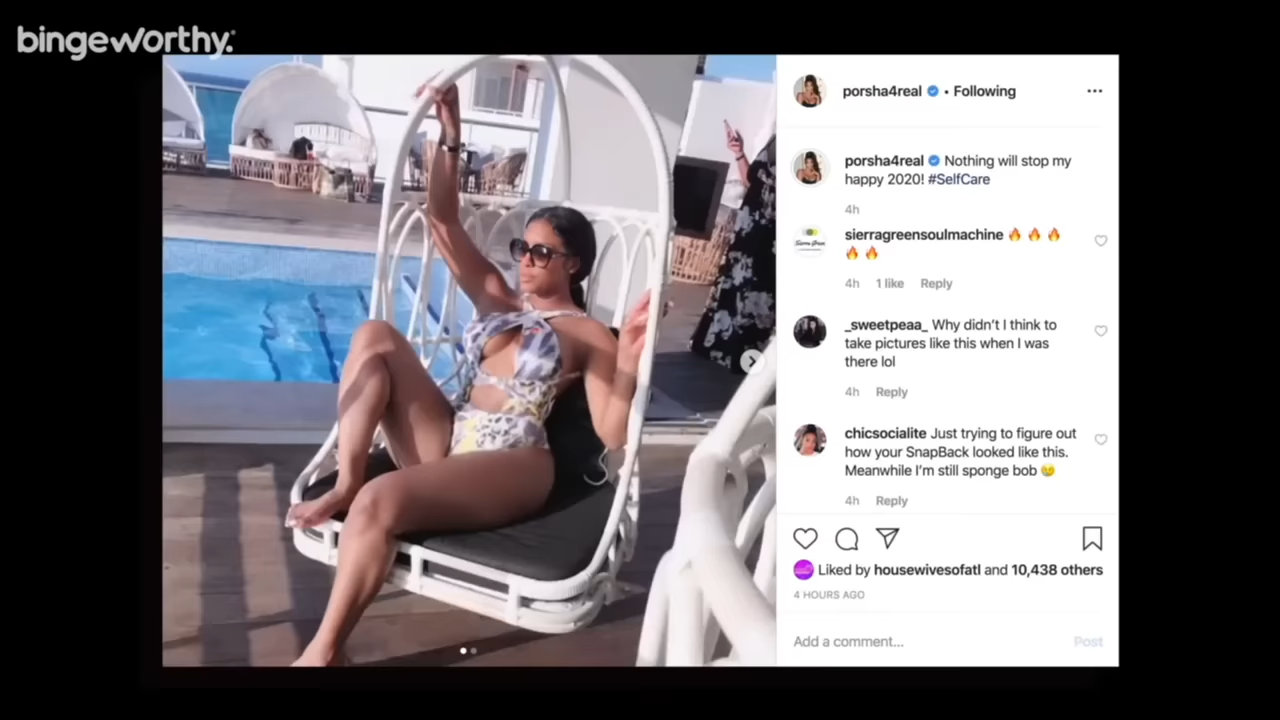 bingeworthy.
porsha4real • Following
porsha4real Nothing will stop my
happy 2020! #SelfCare
4h
sierragreensoulmachine 🔥 🔥 🔥
🔥 🔥
4h 1 like Reply
_sweetpeaa_ Why didn't I think to
take pictures like this when I was
there lol
4h Reply
chicsocialite Just trying to figure out
how your SnapBack looked like this.
Meanwhile I'm still sponge bob 😢
4h Reply
Liked by housewivesofatl and 10,438 others
4 HOURS AGO
Add a comment... Post